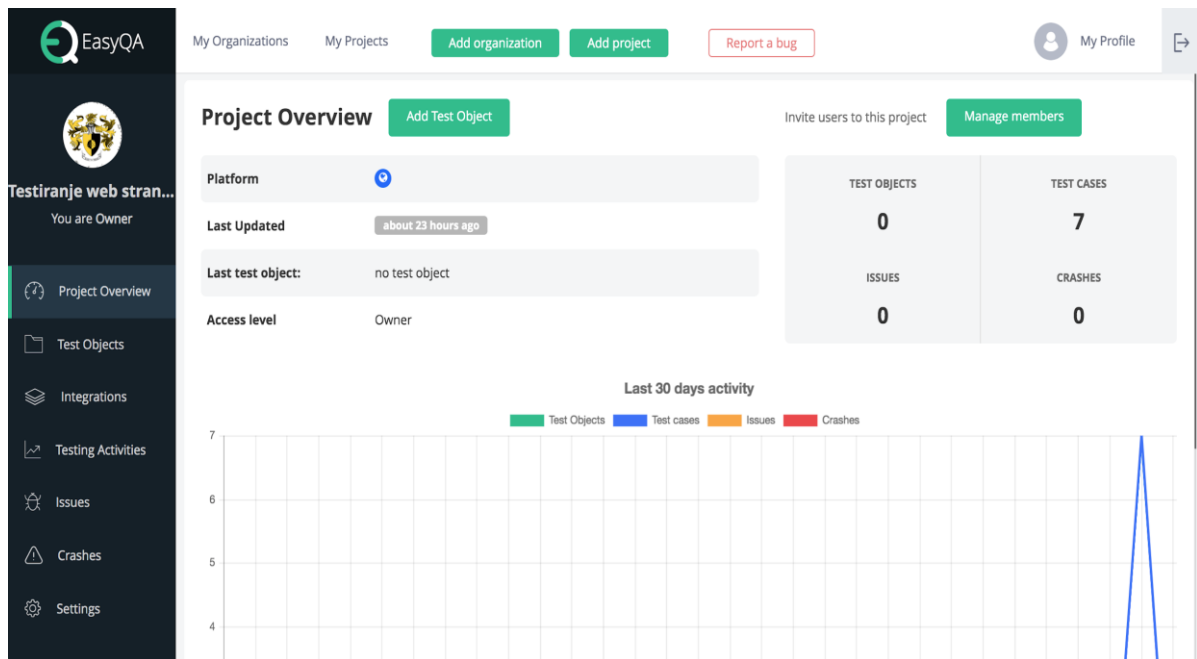 EasyQA
My Organizations
My Projects
Add organization
Add project
Report a bug
My Profile
Testiranje web stran...
You are Owner
Project Overview
Test Objects
Integrations
Testing Activities
Issues
Crashes
Settings
Project Overview
Add Test Object
Invite users to this project
Manage members
Platform
Last Updated
about 23 hours ago
Last test object:
no test object
Access level
Owner
TEST OBJECTS
0
TEST CASES
7
ISSUES
0
CRASHES
0
Last 30 days activity
Test Objects
Test cases
Issues
Crashes
7
6
5
4